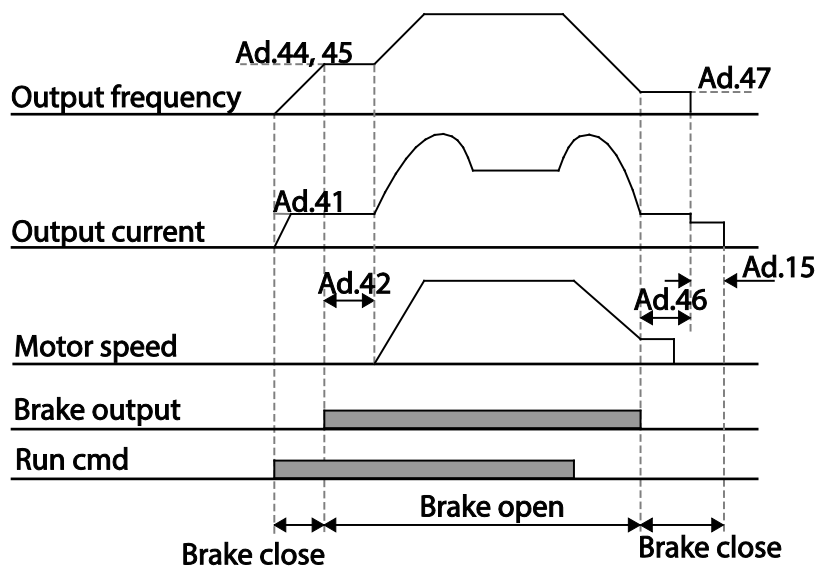 Ad.44, 45
Ad.47
Output frequency
Ad.41
Output current
Ad.15
Ad.42
Ad.46
Motor speed
Brake output
Run cmd
Brake open
Brake close
Brake close